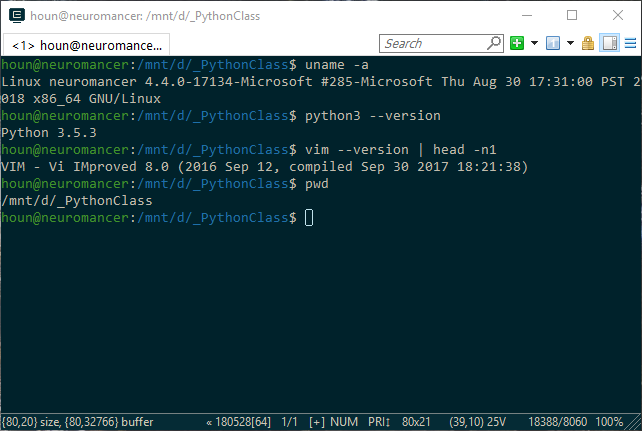 houn@neuromancer: /mnt/d/_PythonClass
<1> houn@neuromance...
Search
houn@neuromancer:/mnt/d/_PythonClass$ uname -a
Linux neuromancer 4.4.0-17134-Microsoft #285-Microsoft Thu Aug 30 17:31:00 PST 2
018 x86_64 GNU/Linux
houn@neuromancer:/mnt/d/_PythonClass$ python3 --version
Python 3.5.3
houn@neuromancer:/mnt/d/_PythonClass$ vim --version | head -n1
VIM - Vi IMproved 8.0 (2016 Sep 12, compiled Sep 30 2017 18:21:38)
houn@neuromancer:/mnt/d/_PythonClass$ pwd
/mnt/d/_PythonClass
houn@neuromancer:/mnt/d/_PythonClass$
{80,20} size, {80,32766} buffer « 180528[64] 1/1 [+] NUM PRI↕ 80x21 (39,10) 25V 18388/8060 100%